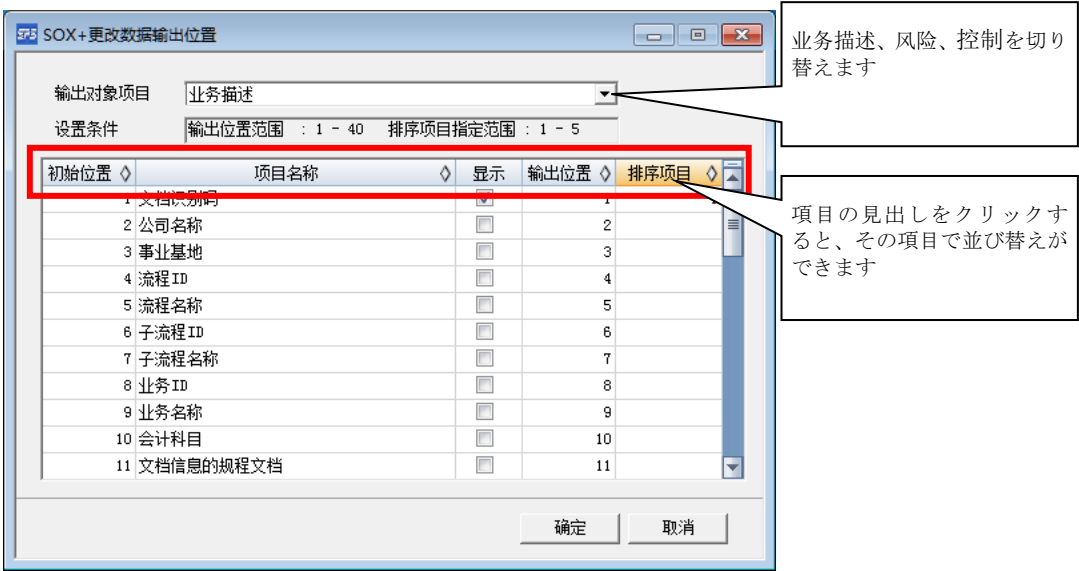 SOX+更改数据输出位置
输出对象项目 业务描述
设置条件 输出位置范围 : 1 - 40 排序项目指定范围 : 1 - 5
初始位置 项目名称 显示 输出位置 排序项目
1 文档识别码 1
2 公司名称 2
3 事业基地 3
4 流程ID 4
5 流程名称 5
6 子流程ID 6
7 子流程名称 7
8 业务ID 8
9 业务名称 9
10 会计科目 10
11 文档信息的规程文档 11
确定 取消
业务描述、风险、控制を切り
替えます
項目の見出しをクリックす
ると、その項目で並び替えが
できます